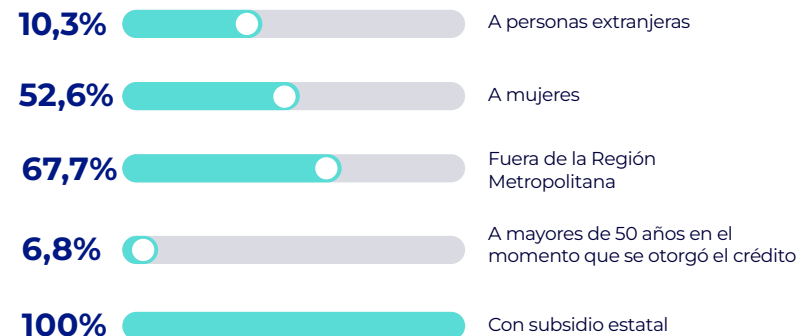 10,3% A personas extranjeras
52,6% A mujeres
67,7% Fuera de la Región
Metropolitana
6,8% A mayores de 50 años en el
momento que se otorgó el crédito
100% Con subsidio estatal